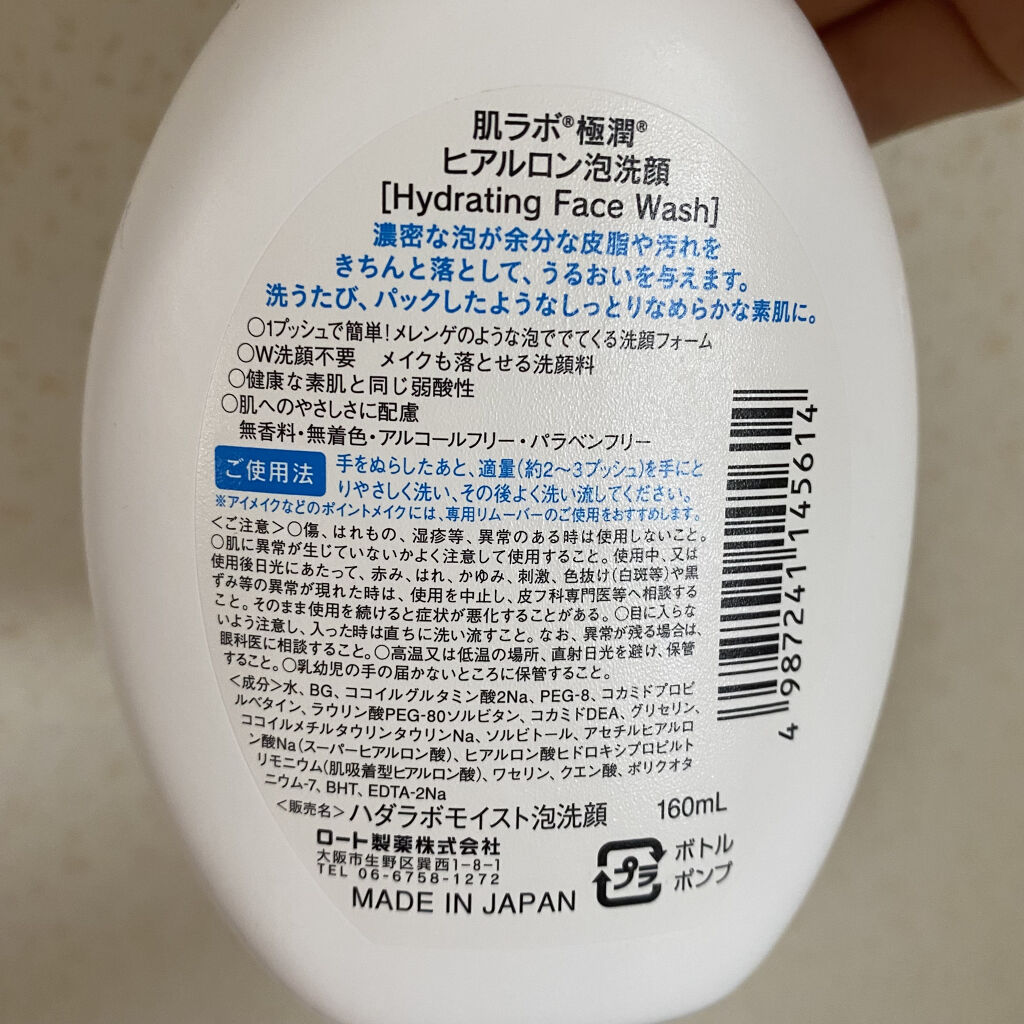 肌ラボ®極潤®
ヒアルロン泡洗顔
[Hydrating Face Wash]
濃密な泡が余分な皮脂や汚れを
きちんと落として、うるおいを与えます。
洗うたび、パックしたようなしっとりなめらかな素肌に。
○1プッシュで簡単!メレンゲのような泡ででてくる洗顔フォーム
○W洗顔不要 メイクも落とせる洗顔料
○健康な素肌と同じ弱酸性
○肌へのやさしさに配慮
無香料・無着色・アルコールフリー・パラベンフリー
ご使用法 手をぬらしたあと、適量(約2~3プッシュ)を手にと
りやさしく洗い、その後よく洗い流してください。
※アイメイクなどのポイントメイクには、専用リムーバーのご使用をおすすめします。
<ご注意>○傷、はれもの、湿疹等、異常のある時は使用しないこと。
○肌に異常が生じていないかよく注意して使用すること。使用中、又は
使用後日光にあたって、赤み、はれ、かゆみ、刺激、色抜け(白斑等)や黒
ずみ等の異常が現れた時は、使用を中止し、皮フ科専門医等へ相談する
こと。そのまま使用を続けると症状が悪化することがある。○目に入らな
いよう注意し、入った時は直ちに洗い流すこと。なお、異常が残る場合は、
眼科医に相談すること。○高温又は低温の場所、直射日光を避け、保管
すること。○乳幼児の手の届かないところに保管すること。
<成分>水、BG、ココイルグルタミン酸2Na、PEG-8、コカミドプロピ
ルベタイン、ラウリン酸PEG-80ソルビタン、コカミドDEA、グリセリン、
ココイルメチルタウリンタウリンNa、ソルビトール、アセチルヒアルロ
ン酸Na(スーパーヒアルロン酸)、ヒアルロン酸ヒドロキシプロピルト
リモニウム(肌吸着型ヒアルロン酸)、ワセリン、クエン酸、ポリクオタ
ニウム-7、BHT、EDTA-2Na
<販売名>ハダラボモイスト泡洗顔 160mL
ロート製薬株式会社
大阪市生野区巽西1-8-1
TEL 06-6758-1272
MADE IN JAPAN
プラ
ボトル
ポンプ
4987241145614